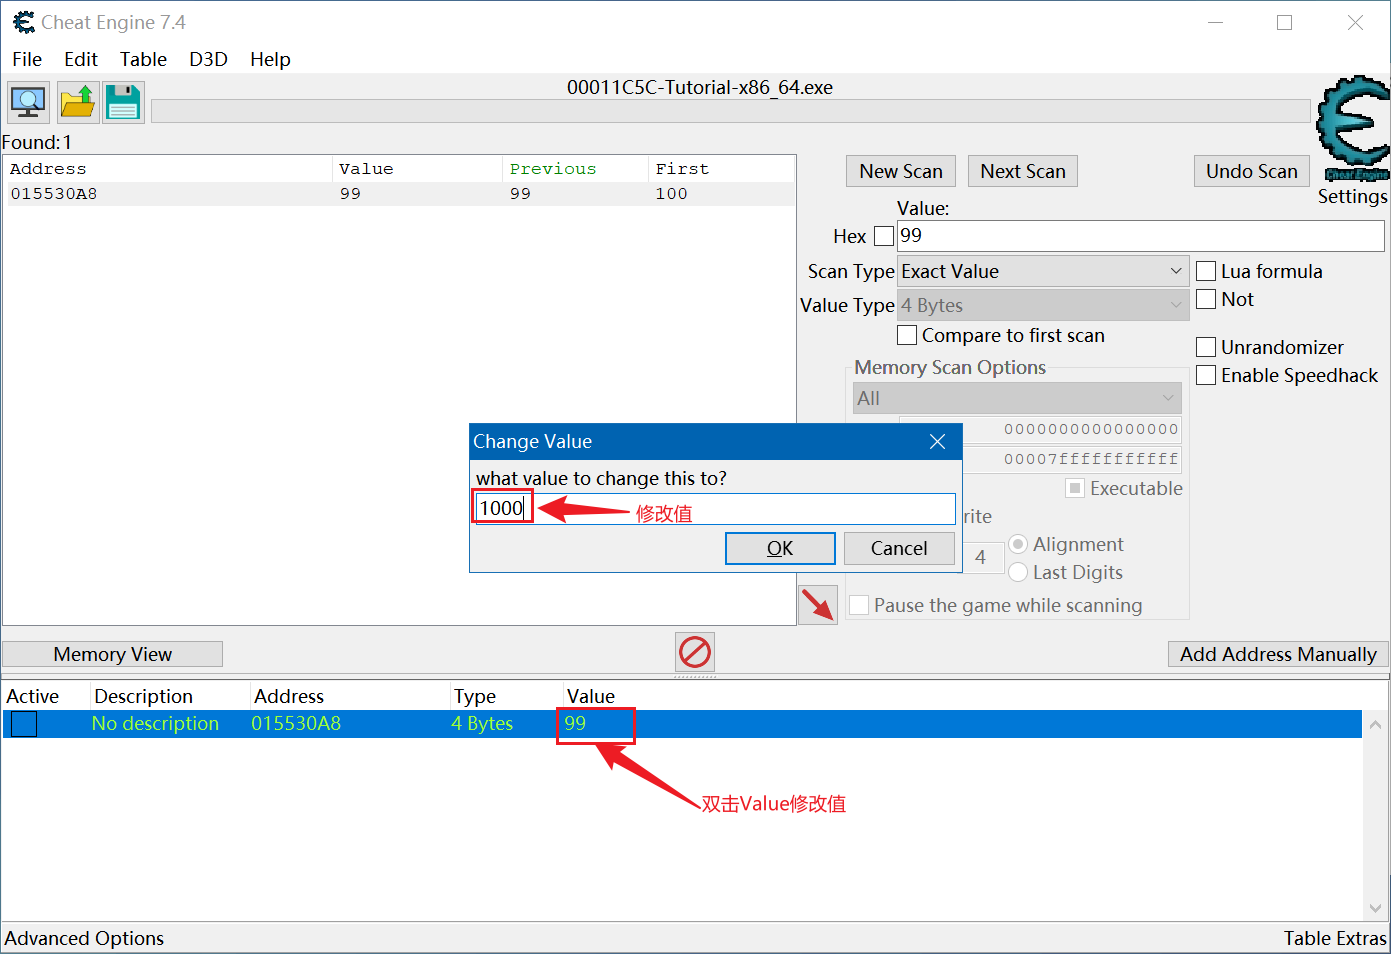 Cheat Engine 7.4
File Edit Table D3D Help
00011C5C-Tutorial-x86_64.exe
Found:1
Address Value Previous First
015530A8 99 99 100
New Scan Next Scan Undo Scan
Cheat Engine
Settings
Value:
Hex 99
Scan Type Exact Value
Lua formula
Value Type 4 Bytes
Not
Compare to first scan
Unrandomizer
Enable Speedhack
Memory Scan Options
All
0000000000000000
00007fffffffffff
Executable
rite
4 Alignment
Last Digits
Pause the game while scanning
Change Value
what value to change this to?
1000
修改值
OK Cancel
Memory View Add Address Manually
Active Description Address Type Value
No description 015530A8 4 Bytes 99
双击Value修改值
Advanced Options Table Extras